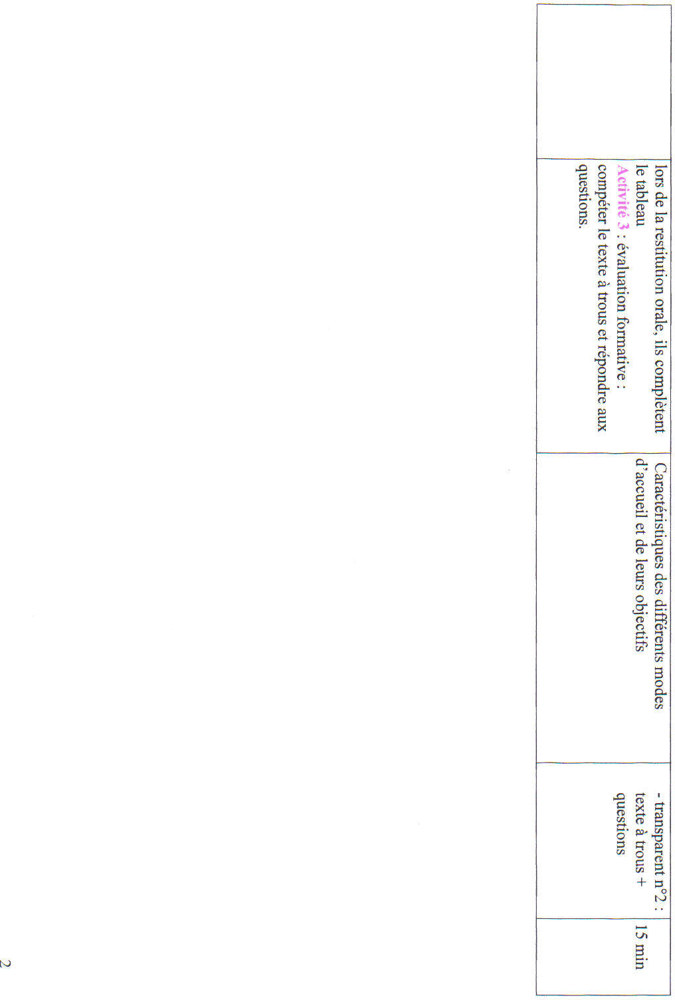 lors de la restitution orale, ils complètent
le tableau
Activité 3 : évaluation formative :
compéter le texte à trous et répondre aux
questions.
Caractéristiques des différents modes
d'accueil et de leurs objectifs
- transparent n°2 :
texte à trous +
questions
15 min
2